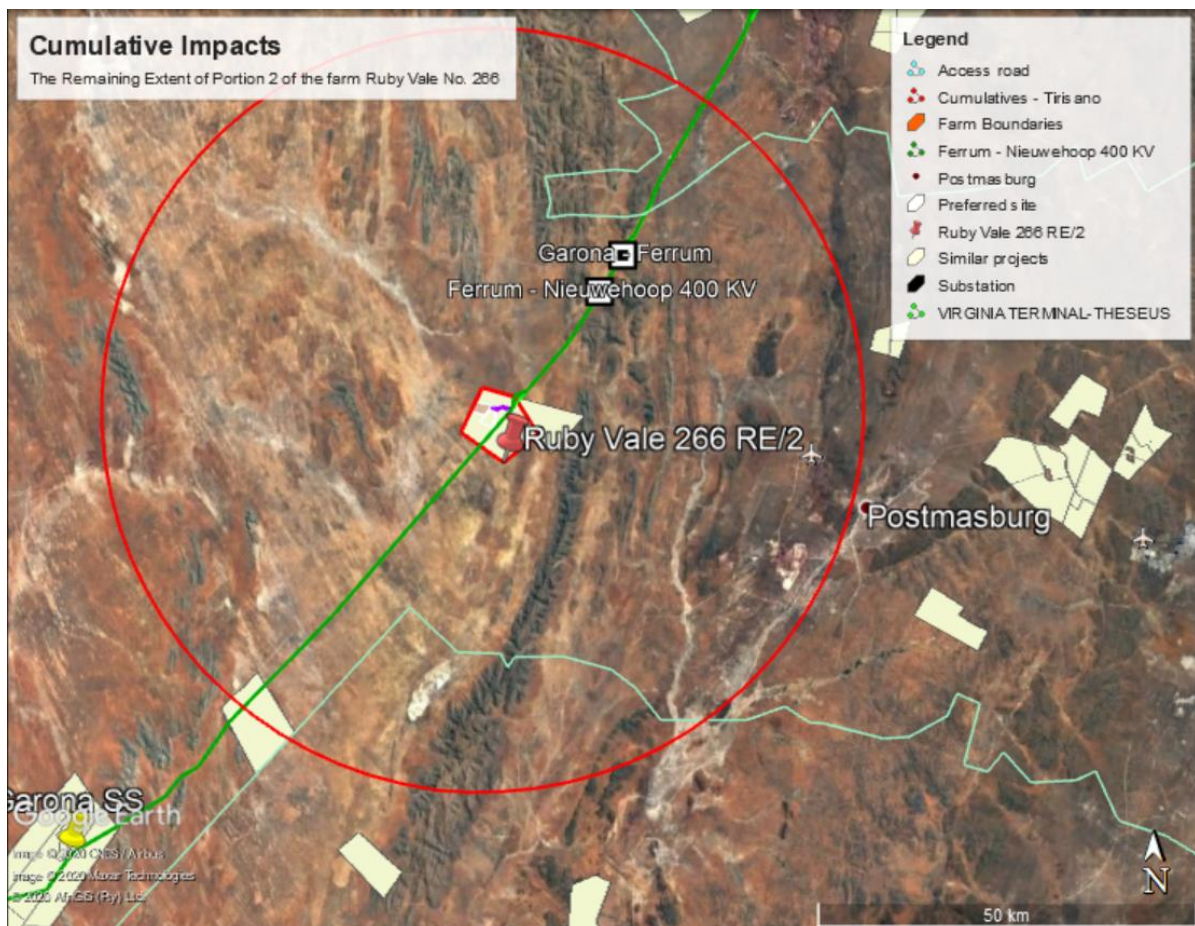 Cumulative Impacts
The Remaining Extent of Portion 2 of the farm Ruby Vale No. 266
Legend
Access road
Cumulatives - Tirisano
Farm Boundaries
Ferrum - Nieuwehoop 400 KV
Postmasburg
Preferred site
Ruby Vale 266 RE/2
Similar projects
Substation
VIRGINIA TERMINAL-THESEUS
Garona Ferrum
Ferrum - Nieuwehoop 400 KV
Ruby Vale 266 RE/2
Postmasburg
Garona SS
Google Earth
Image © 2020 CNES / Airbus
Image © 2020 Maxar Technologies
© 2020 AfriGIS (Pty) Ltd.
N
50 km